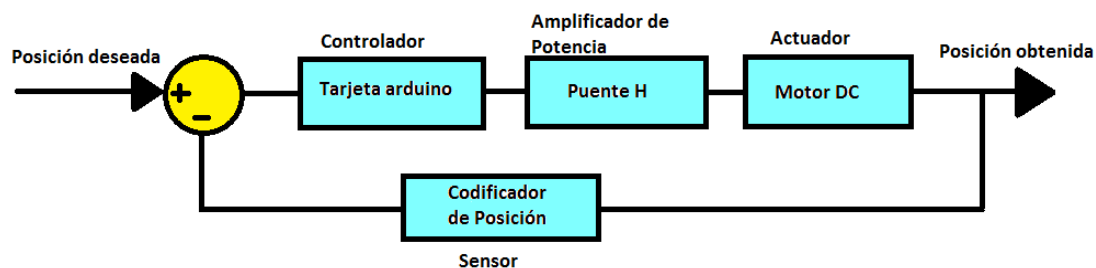 Posición deseada
+
−
Controlador
Tarjeta arduino
Amplificador de
Potencia
Puente H
Actuador
Motor DC
Posición obtenida
Codificador
de Posición
Sensor